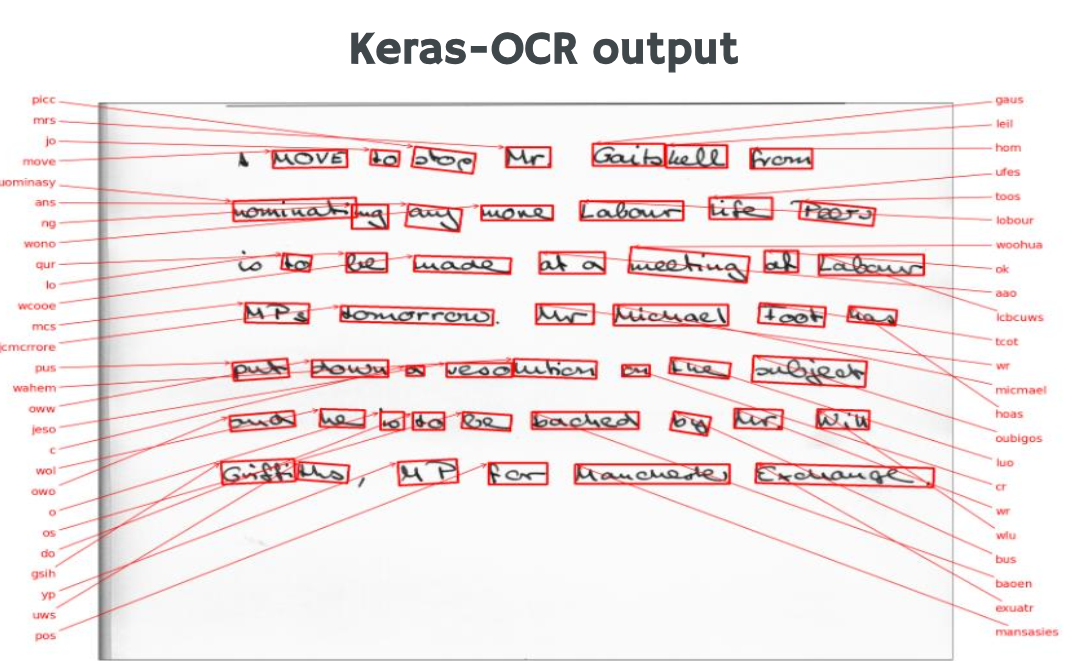 Keras-OCR output
picc
mrs
jo
move
uominasy
ans
ng
wono
qur
lo
wcooe
mcs
cmcrrore
pus
wahem
oww
jeso
c
wol
owo
o
os
do
gsih
yp
uws
pos
A MOVE to stop Mr Gaitskell from
nominating any more Labour Life Peers
is to be made at a meeting of Labour
MPs tomorrow. Mr Michael Foot has
put down a resolution on the subject
and he is to be backed by Mr. Will
Griffiths, MP for Manchester Exchange.
gaus
leil
hom
ufes
toos
lobour
woohua
ok
aao
lcbcuws
tcot
wr
micmael
hoas
oubigos
luo
cr
wr
wlu
bus
baoen
exuatr
mansasies